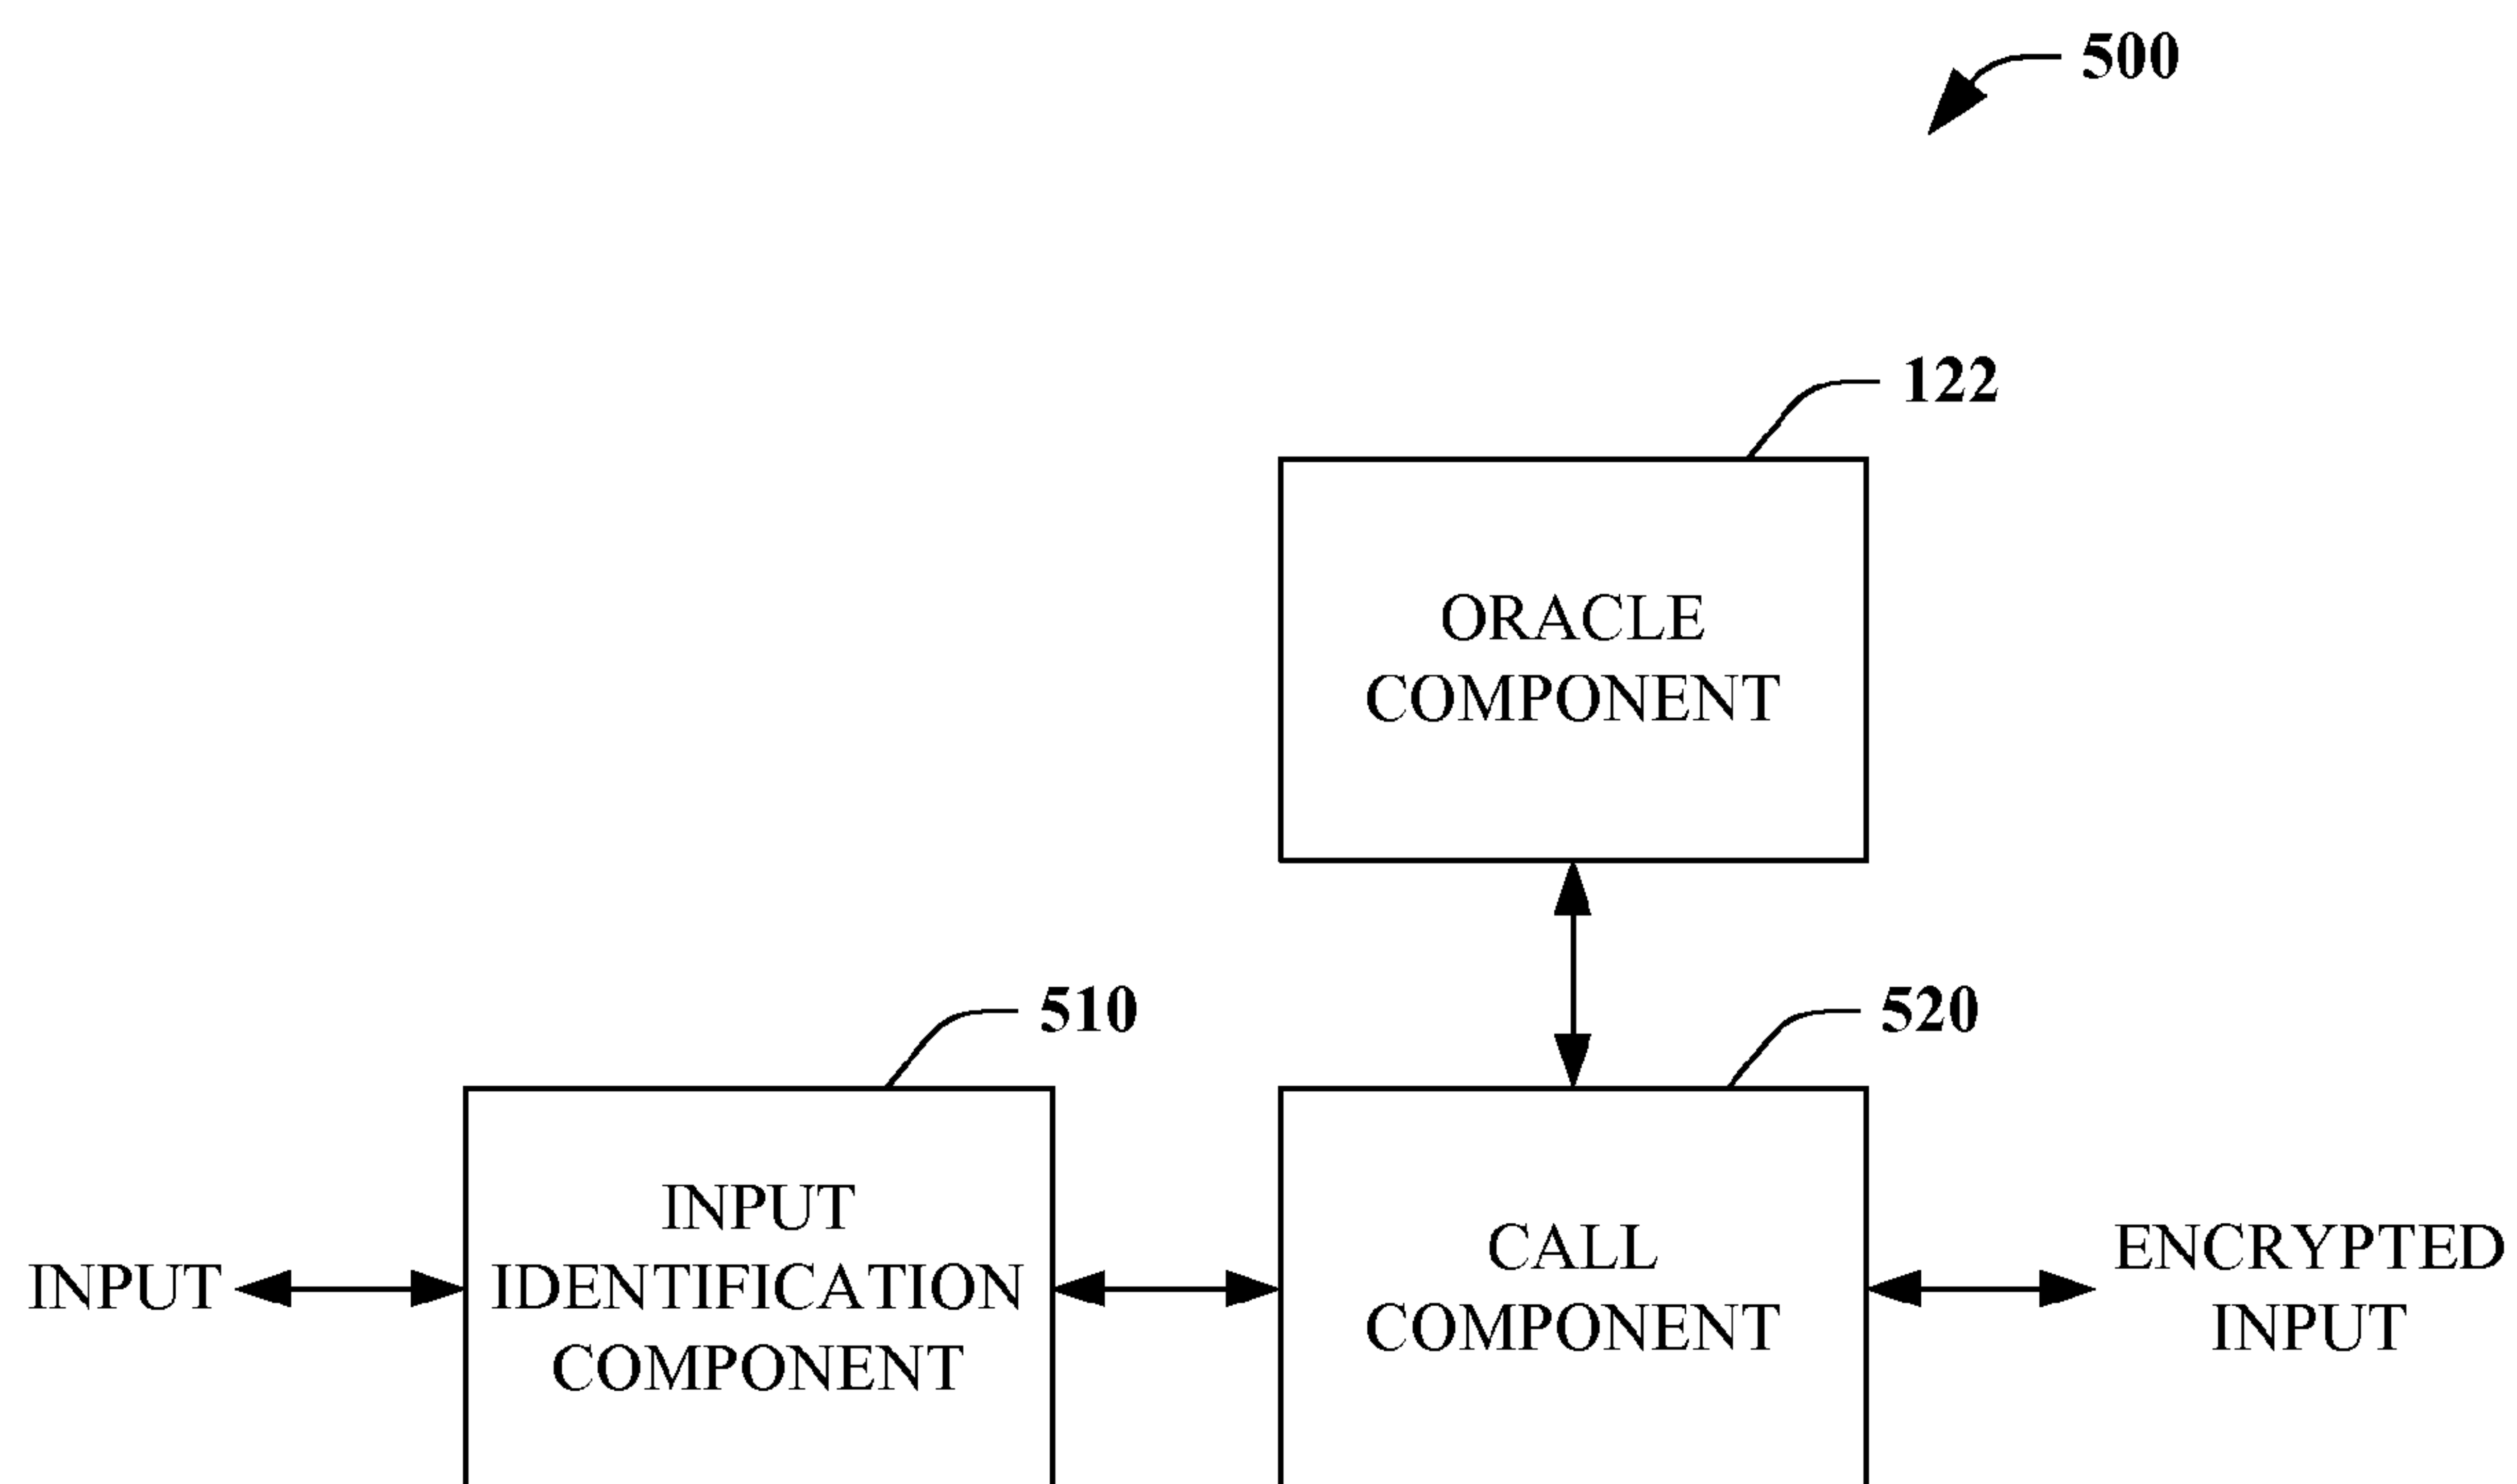 500
122
ORACLE
COMPONENT
510
520
INPUT
INPUT
IDENTIFICATION
COMPONENT
CALL
COMPONENT
ENCRYPTED
INPUT